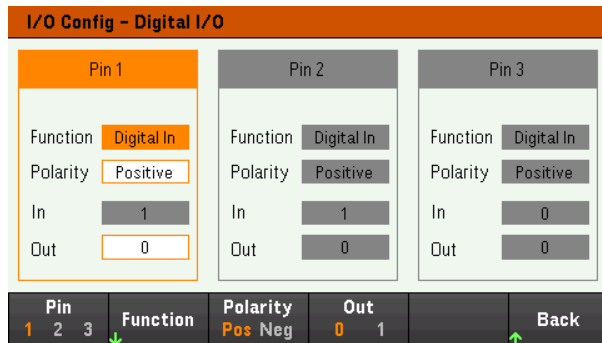 I/O Config - Digital I/O
Pin 1 Pin 2 Pin 3
Function Digital In Function Digital In Function Digital In
Polarity Positive Polarity Positive Polarity Positive
In 1 In 1 In 0
Out 0 Out 0 Out 0
Pin Function Polarity Out Back
1 2 3 Pos Neg 0 1